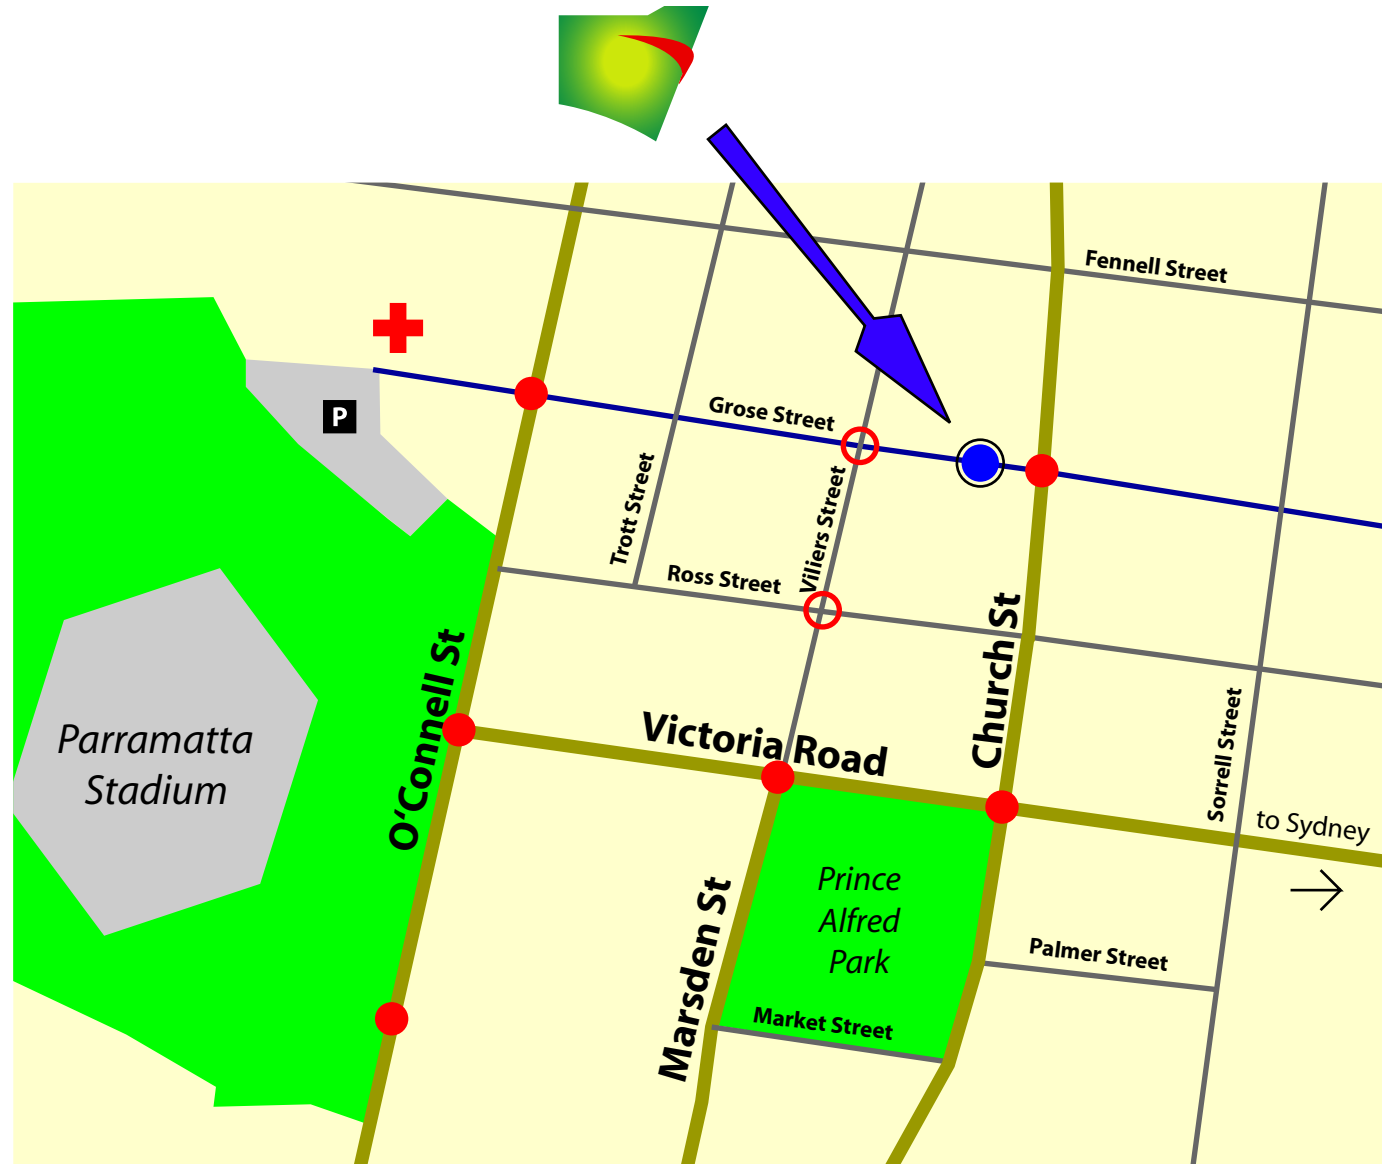 Fennell Street
P
Grose Street
Trott Street
Viliers Street
Ross Street
Church St
O'Connell St
Parramatta
Stadium
Victoria Road
Sorrell Street
to Sydney
Prince
Alfred
Park
Marsden St
Palmer Street
Market Street